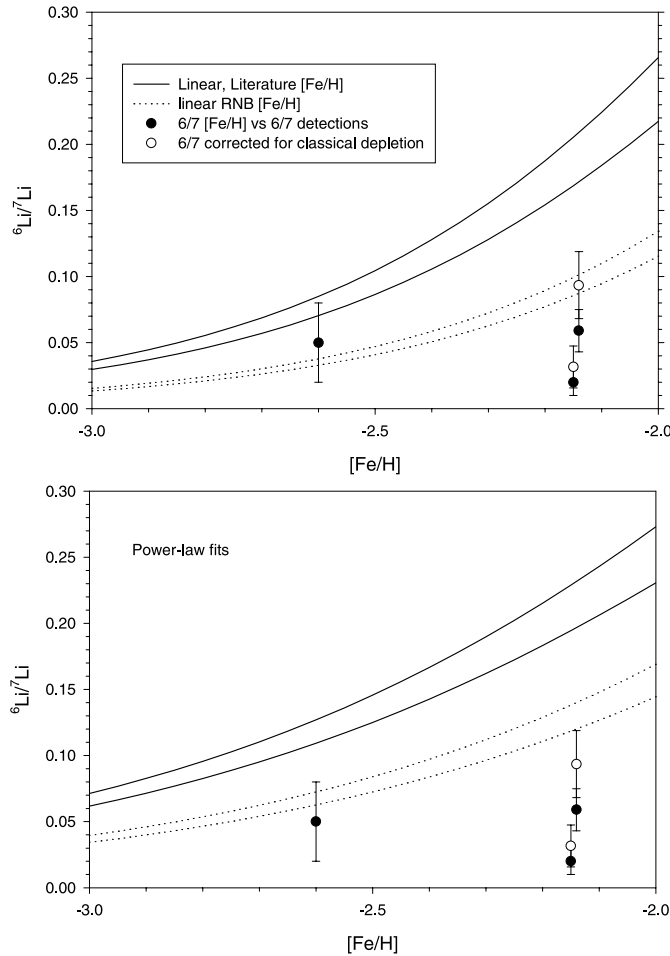 0.30
0.25
0.20
0.15
0.10
0.05
0.00
⁶Li/⁷Li
Linear, Literature [Fe/H]
linear RNB [Fe/H]
6/7 [Fe/H] vs 6/7 detections
6/7 corrected for classical depletion
-3.0
-2.5
-2.0
[Fe/H]
0.30
0.25
0.20
0.15
0.10
0.05
0.00
⁶Li/⁷Li
Power-law fits
-3.0
-2.5
-2.0
[Fe/H]